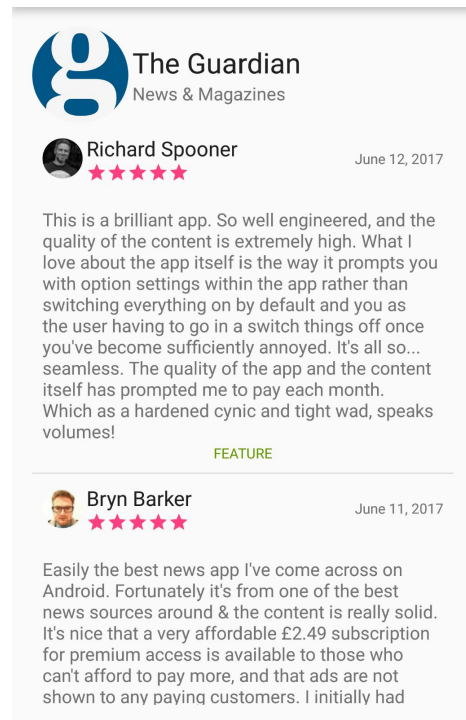 The Guardian
News & Magazines
Richard Spooner
June 12, 2017
This is a brilliant app. So well engineered, and the
quality of the content is extremely high. What I
love about the app itself is the way it prompts you
with option settings within the app rather than
switching everything on by default and you as
the user having to go in a switch things off once
you've become sufficiently annoyed. It's all so...
seamless. The quality of the app and the content
itself has prompted me to pay each month.
Which as a hardened cynic and tight wad, speaks
volumes!
FEATURE
Bryn Barker
June 11, 2017
Easily the best news app I've come across on
Android. Fortunately it's from one of the best
news sources around & the content is really solid.
It's nice that a very affordable £2.49 subscription
for premium access is available to those who
can't afford to pay more, and that ads are not
shown to any paying customers. I initially had